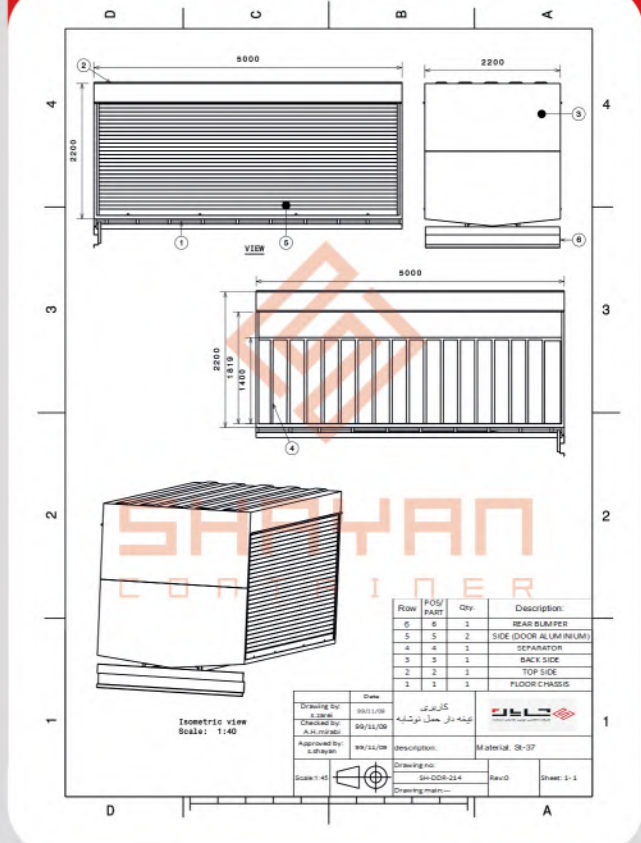 D C B A
4 4
3 3
2 2
1 1
D A
5000
2200
2
1
5
VIEW
2200
3
6
5000
2200
1819
1400
4
SHAYAN
CONTAINER
Isometric view
Scale: 1:40
Row POS/PART Qty. Description:
6 6 1 REAR BUMPER
5 5 2 SIDE (DOOR ALUMINIUM)
4 4 1 SEPARATOR
3 3 1 BACK SIDE
2 2 1 TOP SIDE
1 1 1 FLOOR CHASSIS
Date
Drawing by: s.zarei 99/11/09
Checked by: A.H.mirabi 99/11/09
Approved by: s.shayan 99/11/09
کاربری
تیغه دار حمل نوشابه
description:
Material: St-37
Scale:1:45
Drawing no:
SH-DDR-214
Rev:0
Sheet: 1-1
Drawing main:---